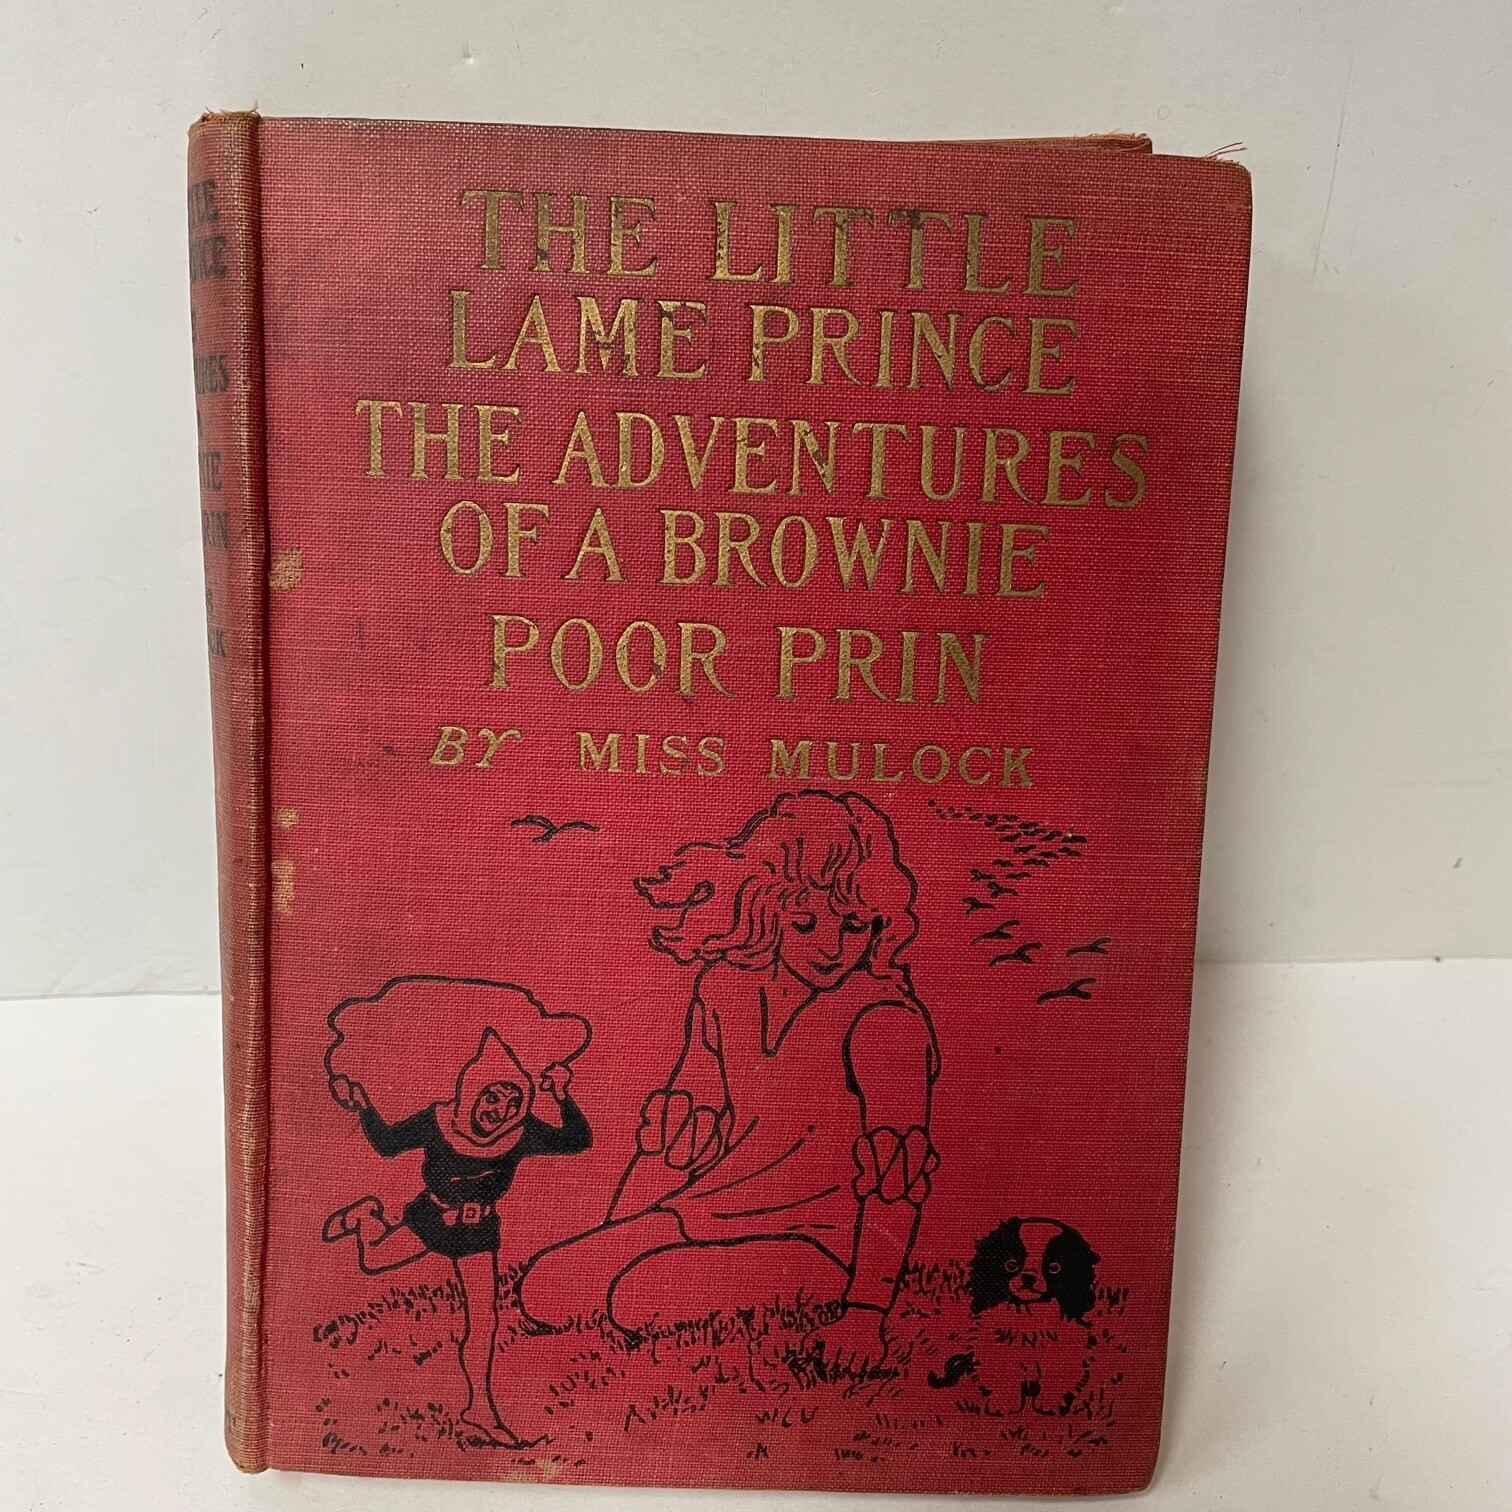 THE LITTLE
LAME PRINCE
THE ADVENTURES
OF A BROWNIE
POOR PRIN
BY MISS MULOCK